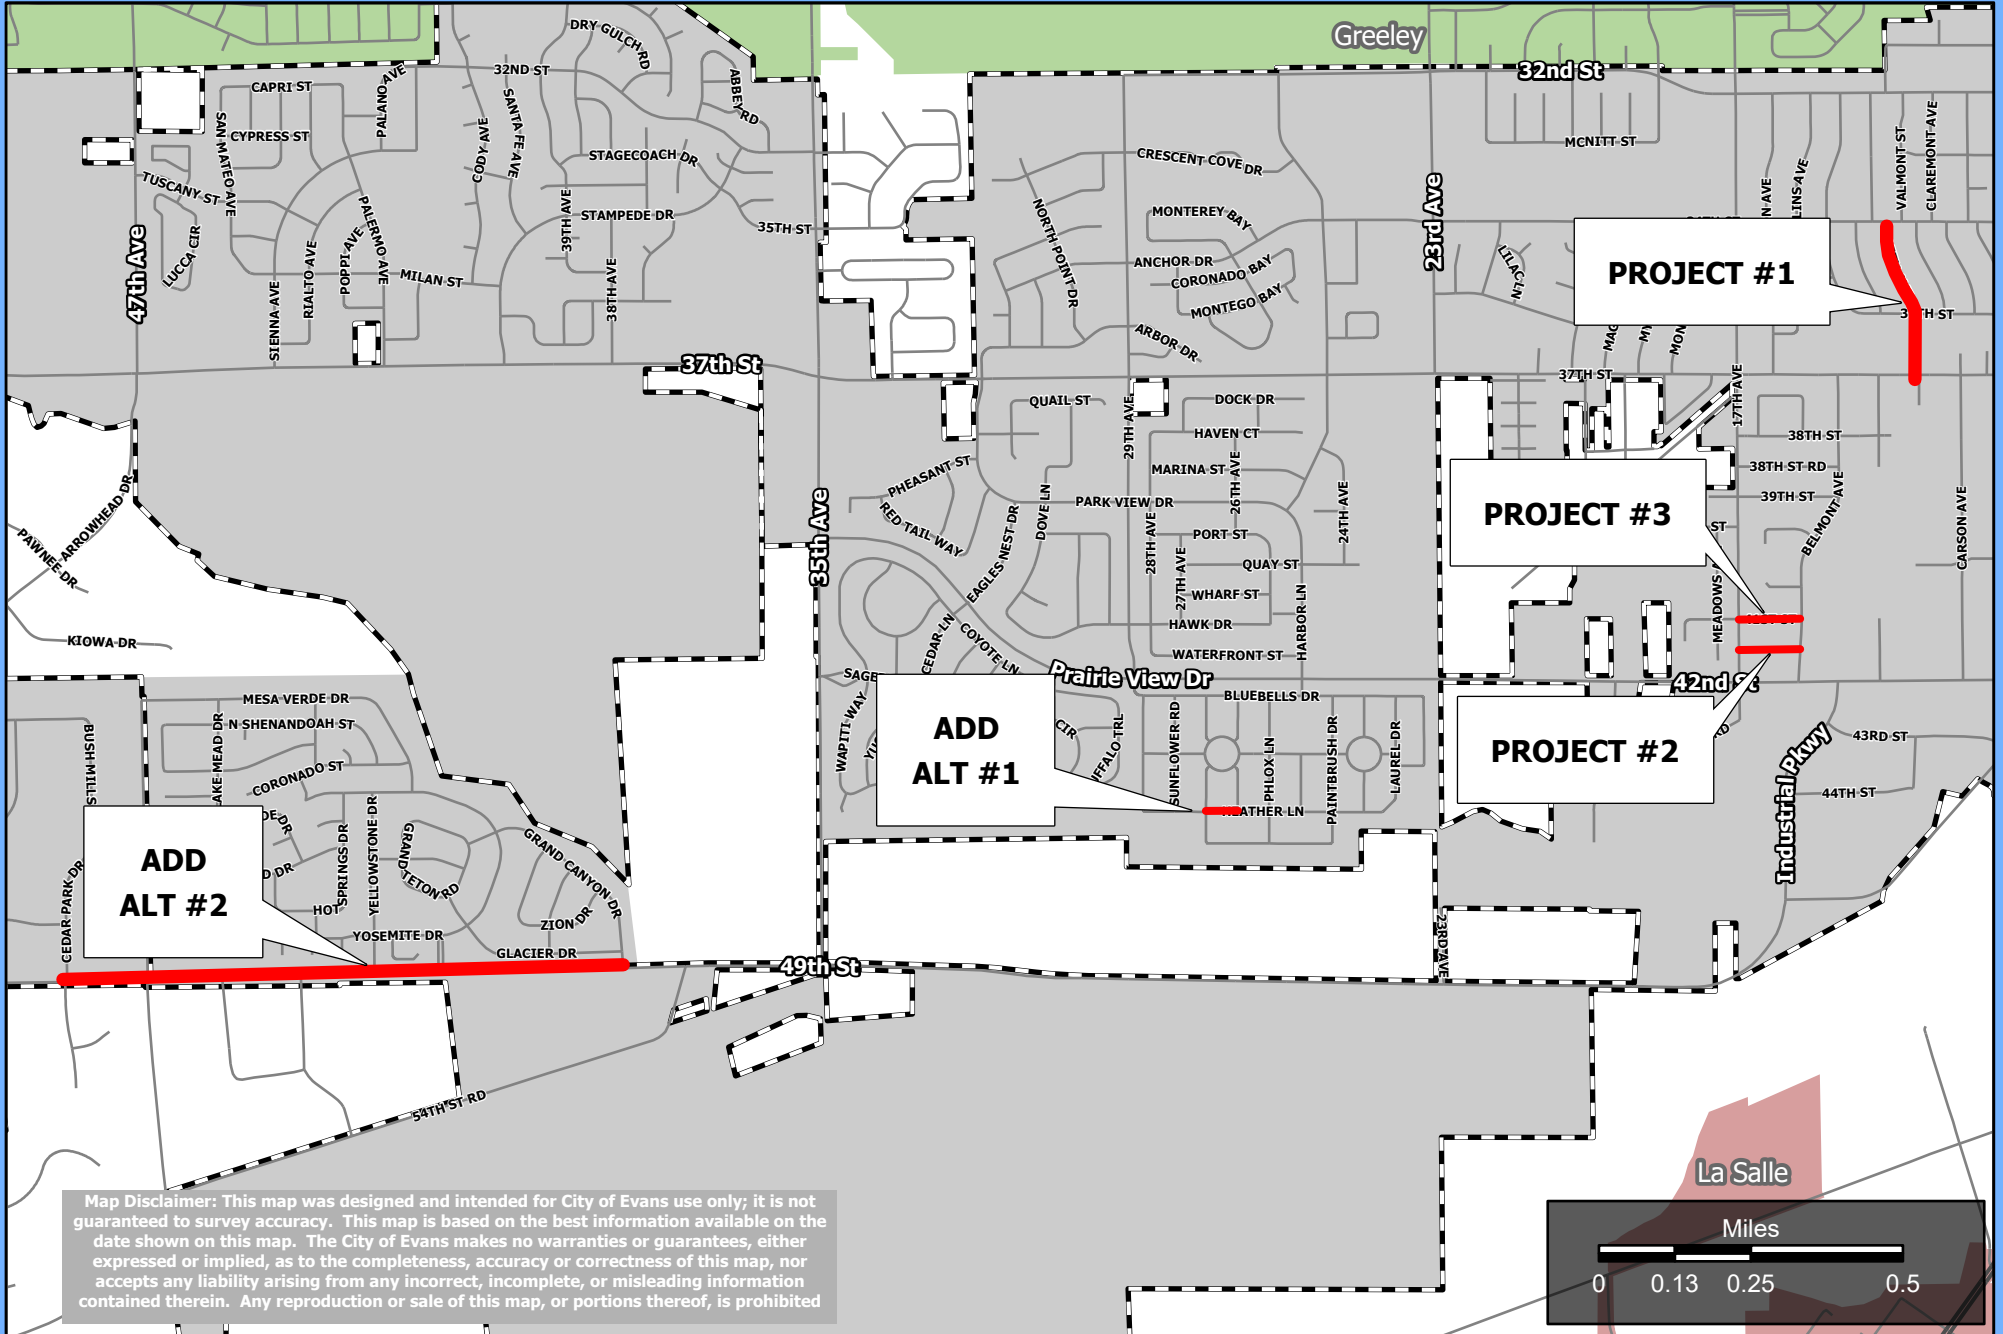 Greeley
DRY GULCH RD
32ND ST
32nd St
PALANO AVE
ABBEY RD
CAPRI ST
SANTA FE AVE
CODY AVE
SAN MATEO AVE
CYPRESS ST
VALMONT ST
CLAREMONT AVE
MCNITT ST
STAGECOACH DR
CRESCENT COVE DR
TUSCANY ST
PALERMO AVE
39TH AVE
STAMPEDE DR
35TH ST
NORTH POINT DR
MONTEREY BAY
23rd Ave
47th Ave
LUCCA CIR
RIALTO AVE
POPPI AVE
MILAN ST
38TH AVE
SIENNA AVE
ANCHOR DR
CORONADO BAY
MONTEGO BAY
ARBOR DR
LILAC LN
PROJECT #1
37th St
37TH ST
17TH AVE
QUAIL ST
29TH AVE
DOCK DR
HAVEN CT
38TH ST
PHEASANT ST
MARINA ST
26TH AVE
38TH ST RD
PARK VIEW DR
39TH ST
RED TAIL WAY
DOVE LN
24TH AVE
BELMONT AVE
CARSON AVE
PROJECT #3
ARROWHEAD DR
PAWNEE DR
35th Ave
EAGLES NEST DR
28TH AVE
PORT ST
QUAY ST
27TH AVE
WHARF ST
HARBOR LN
HAWK DR
WATERFRONT ST
KIOWA DR
CEDAR LN
COYOTE LN
Prairie View Dr
42nd St
MESA VERDE DR
N SHENANDOAH ST
BUSH MILLS
CORONADO ST
WAPITI WAY
ADD
ALT #1
CIR
SUNFLOWER RD
BLUEBELLS DR
PHLOX LN
PAINTBRUSH DR
LAUREL DR
PROJECT #2
43RD ST
44TH ST
Industrial Pkwy
ADD
ALT #2
CEDAR PARK DR
HOT SPRINGS DR
YELLOWSTONE DR
GRAND TETON RD
GRAND CANYON DR
ZION DR
YOSEMITE DR
GLACIER DR
49th St
23RD AVE
54TH ST RD
La Salle
Map Disclaimer: This map was designed and intended for City of Evans use only; it is not
guaranteed to survey accuracy. This map is based on the best information available on the
date shown on this map. The City of Evans makes no warranties or guarantees, either
expressed or implied, as to the completeness, accuracy or correctness of this map, nor
accepts any liability arising from any incorrect, incomplete, or misleading information
contained therein. Any reproduction or sale of this map, or portions thereof, is prohibited
Miles
0 0.13 0.25 0.5